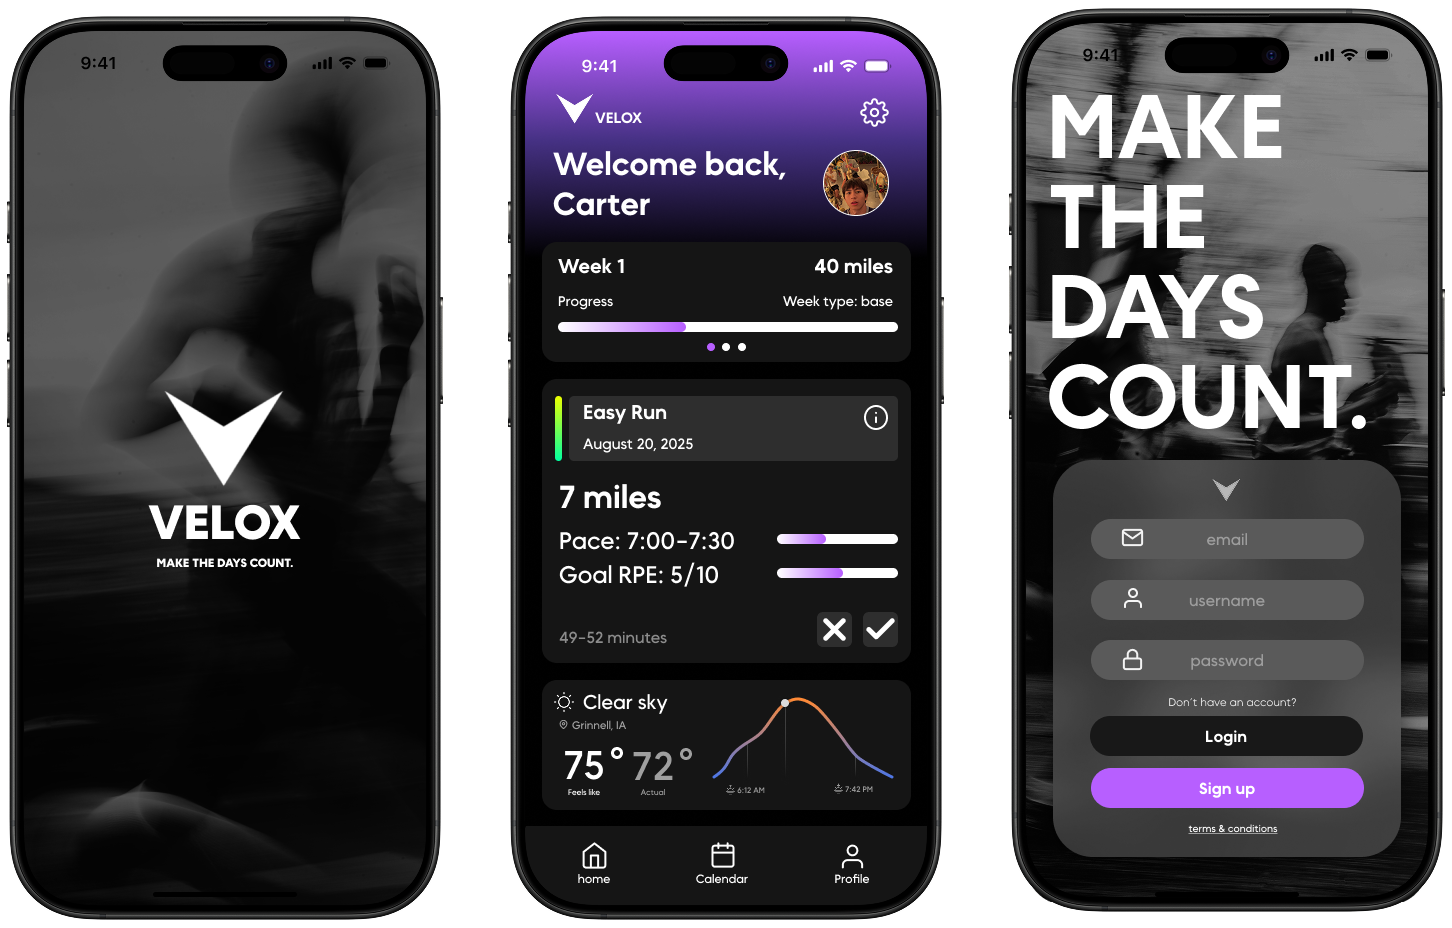 9:41
VELOX
MAKE THE DAYS COUNT.
9:41
VELOX
Welcome back,
Carter
Week 1 40 miles
Progress Week type: base
Easy Run
August 20, 2025
7 miles
Pace: 7:00-7:30
Goal RPE: 5/10
49-52 minutes
Clear sky
Grinnell, IA
75° 72°
Feels like Actual
6:12 AM 7:42 PM
home Calendar Profile
9:41
MAKE
THE
DAYS
COUNT.
email
username
password
Don't have an account?
Login
Sign up
terms & conditions